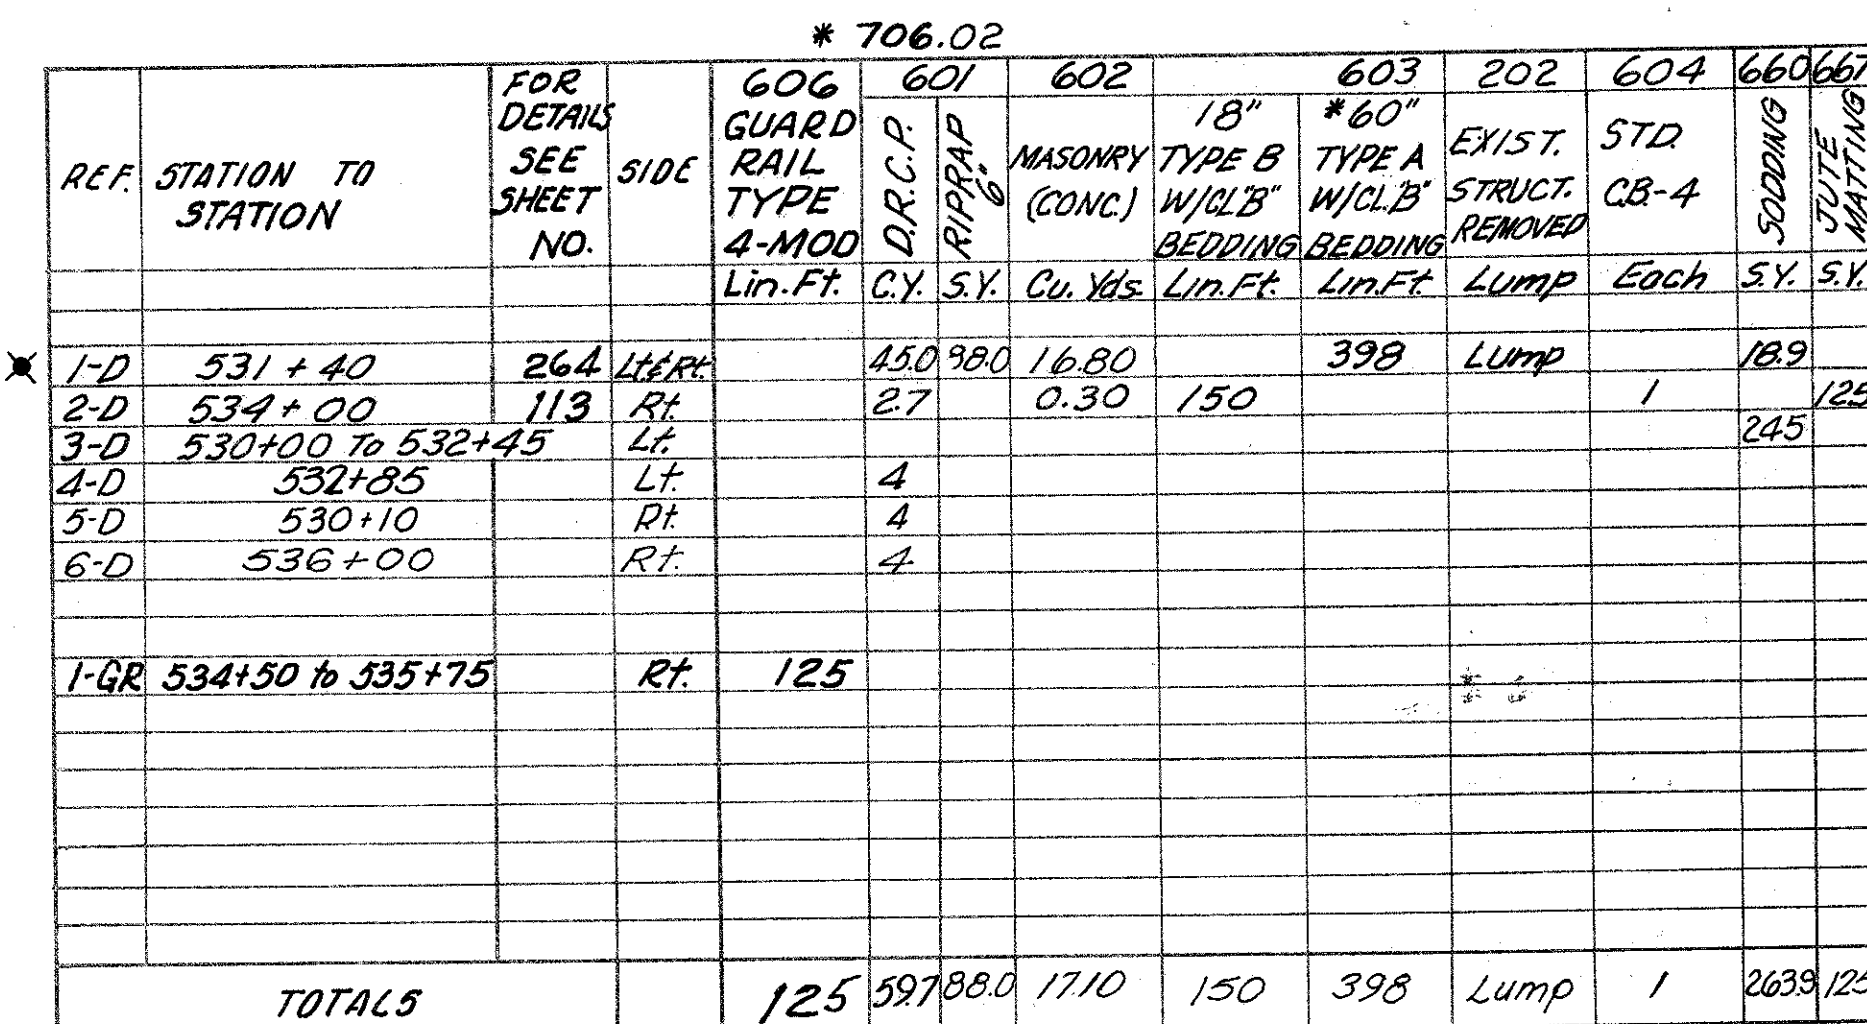 * 706.02
606 601 602 603 202 604 660 667
REF. STATION TO STATION FOR DETAILS SEE SHEET NO. SIDE GUARD RAIL TYPE 4-MOD D.R.C.P. RIPRAP 6" MASONRY (CONC.) 18" TYPE B W/CL"B" BEDDING *60" TYPE A W/CL."B" BEDDING EXIST. STRUCT. REMOVED STD. C.B.-4 SODDING JUTE MATTING
Lin.Ft. C.Y. S.Y. Cu. Yds. Lin.Ft. Lin.Ft. Lump Each S.Y. S.Y.
1-D 531+40 264 Lt&Rt. 45.0 88.0 16.80 398 Lump 18.9
2-D 534+00 113 Rt. 2.7 0.30 150 1 125
3-D 530+00 To 532+45 Lt. 245
4-D 532+85 Lt. 4
5-D 530+10 Rt. 4
6-D 536+00 Rt. 4
1-GR 534+50 to 535+75 Rt. 125
TOTALS 125 59.7 88.0 17.10 150 398 Lump 1 263.9 125